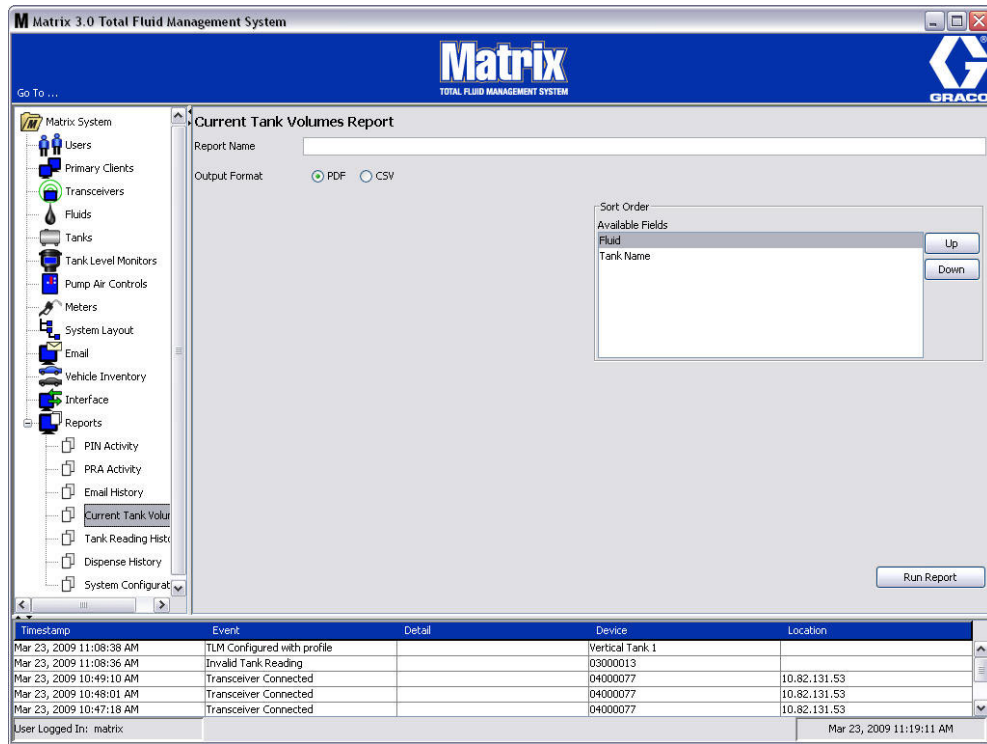 Matrix 3.0 Total Fluid Management System
Matrix
TOTAL FLUID MANAGEMENT SYSTEM
Go To ...
G
GRACO
Matrix System
Users
Primary Clients
Transceivers
Fluids
Tanks
Tank Level Monitors
Pump Air Controls
Meters
System Layout
Email
Vehicle Inventory
Interface
Reports
PIN Activity
PRA Activity
Email History
Current Tank Volu
Tank Reading Hist
Dispense History
System Configurat
Current Tank Volumes Report
Report Name
Output Format PDF CSV
Sort Order
Available Fields
Fluid
Tank Name
Up
Down
Run Report
Timestamp Event Detail Device Location
Mar 23, 2009 11:08:38 AM TLM Configured with profile Vertical Tank 1
Mar 23, 2009 11:08:36 AM Invalid Tank Reading 03000013
Mar 23, 2009 10:49:10 AM Transceiver Connected 04000077 10.82.131.53
Mar 23, 2009 10:48:01 AM Transceiver Connected 04000077 10.82.131.53
Mar 23, 2009 10:47:18 AM Transceiver Connected 04000077 10.82.131.53
User Logged In: matrix Mar 23, 2009 11:19:11 AM